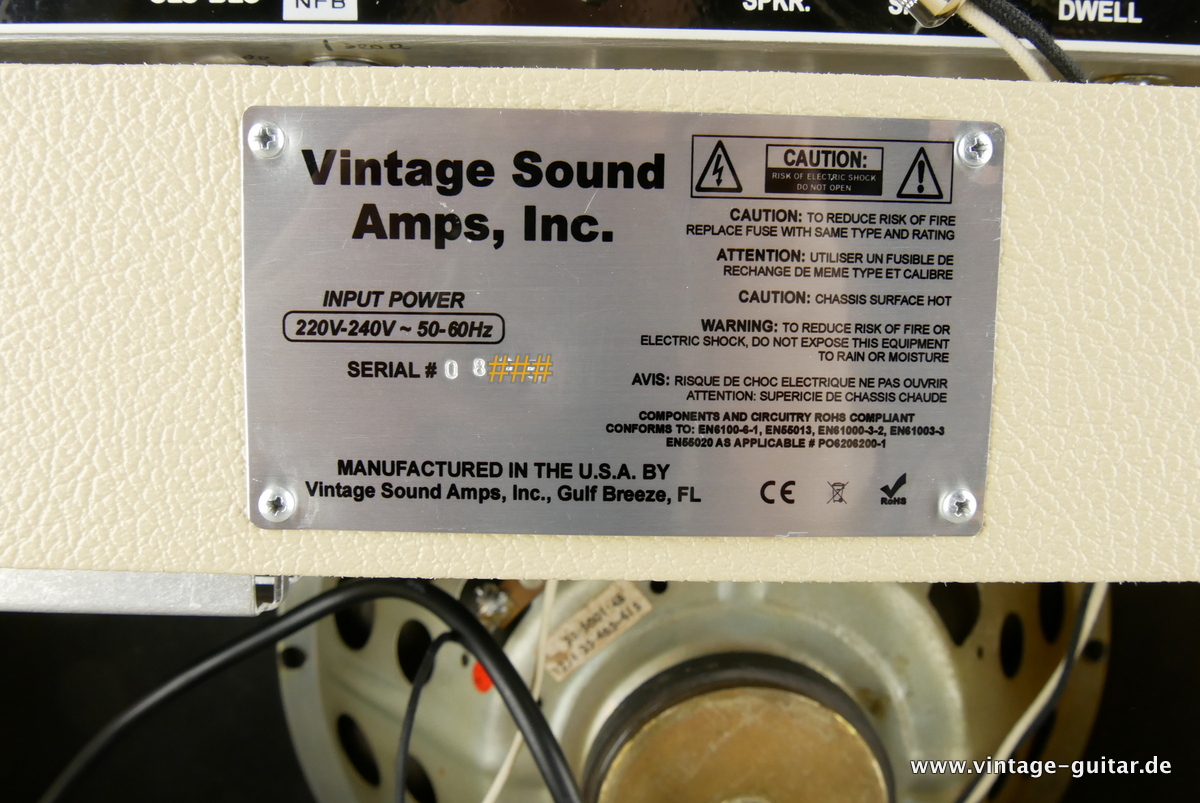 NFB
SPKR.
DWELL
220Ω
Vintage Sound
Amps, Inc.
CAUTION:
RISK OF ELECTRIC SHOCK
DO NOT OPEN
CAUTION: TO REDUCE RISK OF FIRE
REPLACE FUSE WITH SAME TYPE AND RATING
ATTENTION: UTILISER UN FUSIBLE DE
RECHANGE DE MEME TYPE ET CALIBRE
CAUTION: CHASSIS SURFACE HOT
WARNING: TO REDUCE RISK OF FIRE OR
ELECTRIC SHOCK, DO NOT EXPOSE THIS EQUIPMENT
TO RAIN OR MOISTURE
AVIS: RISQUE DE CHOC ELECTRIQUE NE PAS OUVRIR
ATTENTION: SUPERICIE DE CHASSIS CHAUDE
COMPONENTS AND CIRCUITRY ROHS COMPLIANT
CONFORMS TO: EN6100-6-1, EN55013, EN61000-3-2, EN61003-3
EN55020 AS APPLICABLE # PO6206200-1
INPUT POWER
220V-240V ~ 50-60Hz
SERIAL # 0 8###
MANUFACTURED IN THE U.S.A. BY
Vintage Sound Amps, Inc., Gulf Breeze, FL
CE
RoHS
www.vintage-guitar.de